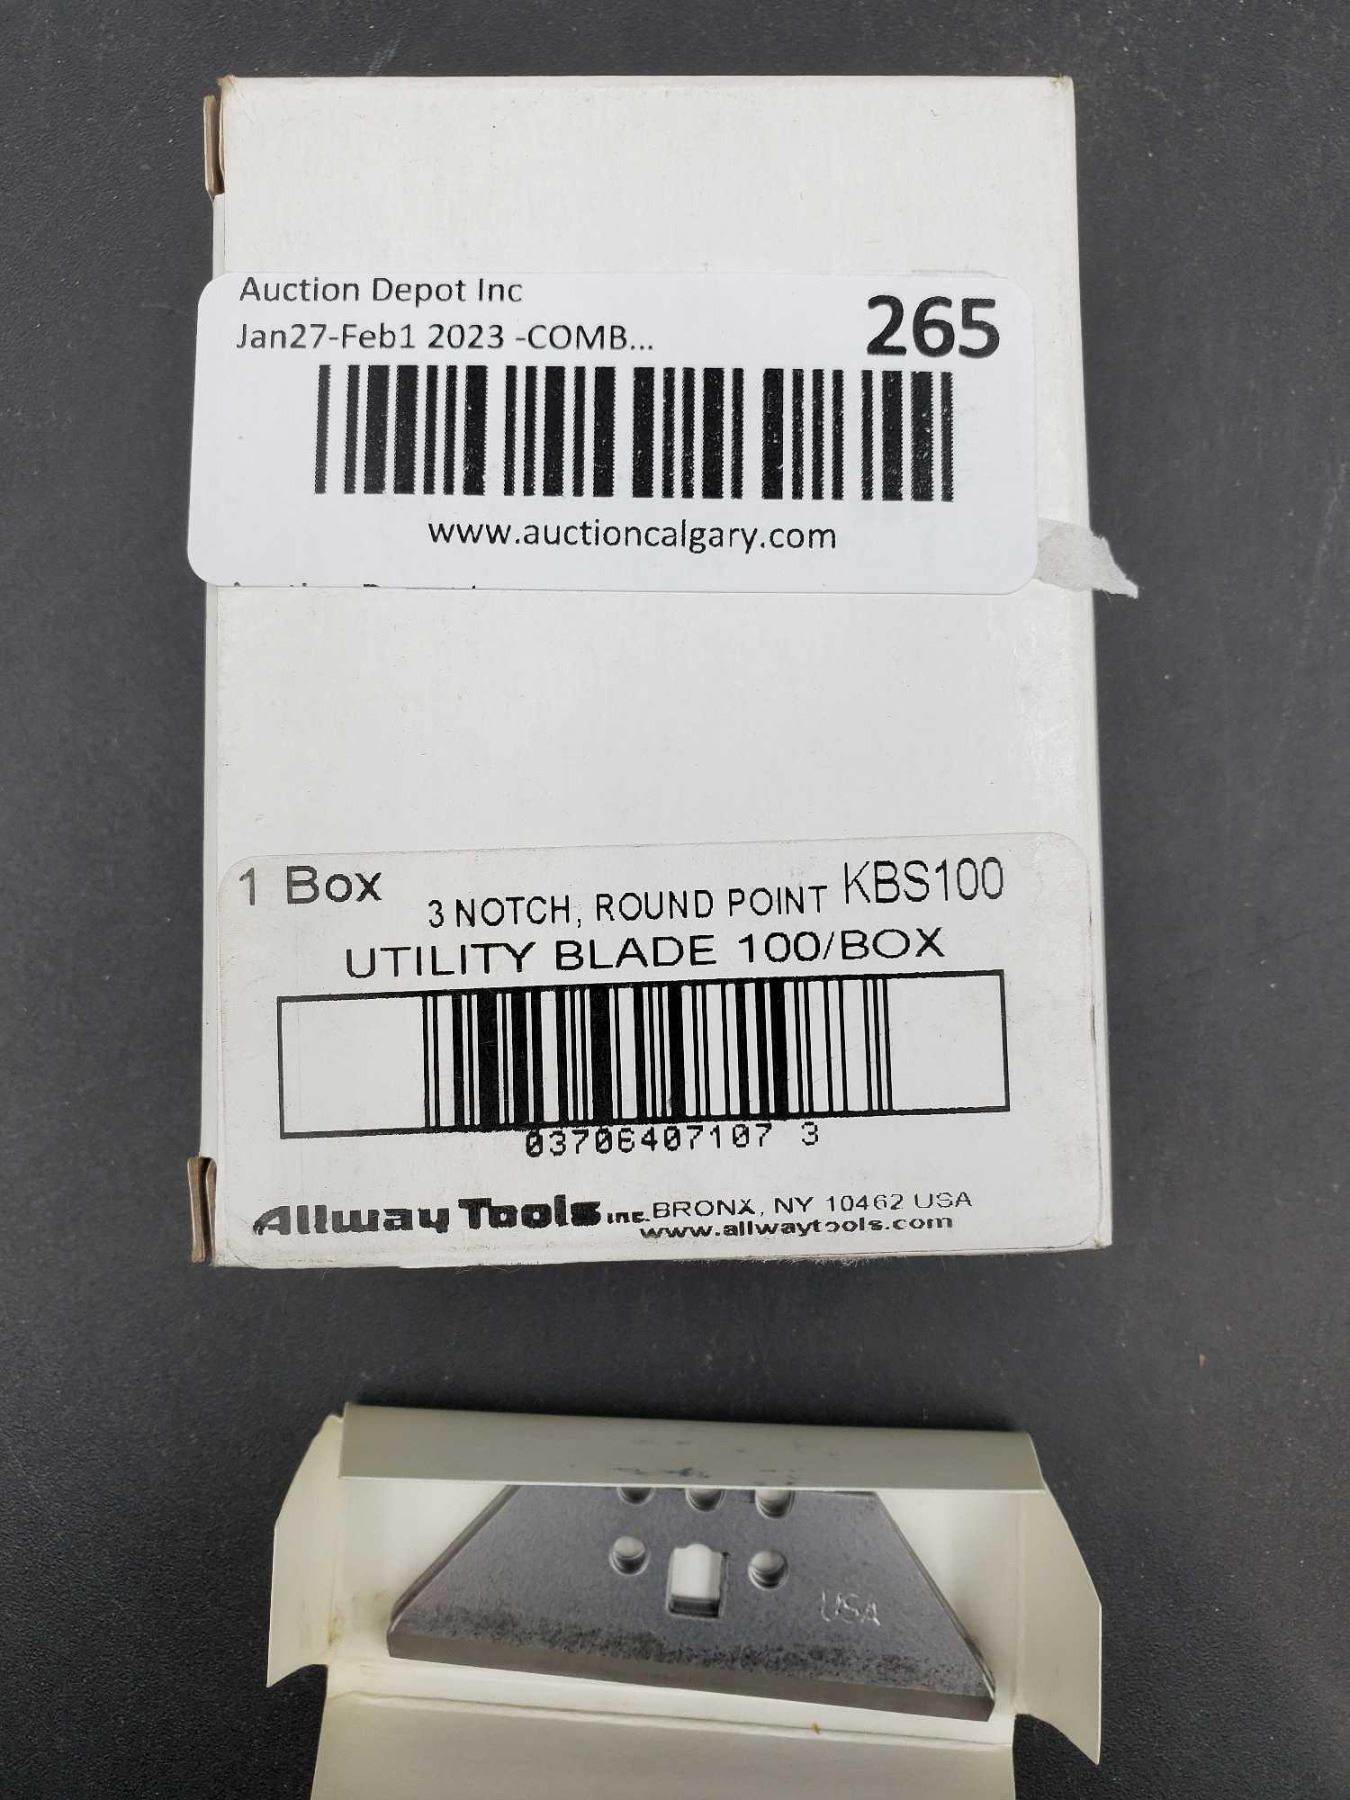 Auction Depot Inc
265
Jan27-Feb1 2023 -COMB...
www.auctioncalgary.com
1 Box
3 NOTCH, ROUND POINT KBS100
UTILITY BLADE 100/BOX
03706407107 3
Allway Tools inc. BRONX, NY 10462 USA
www.allwaytools.com
USA